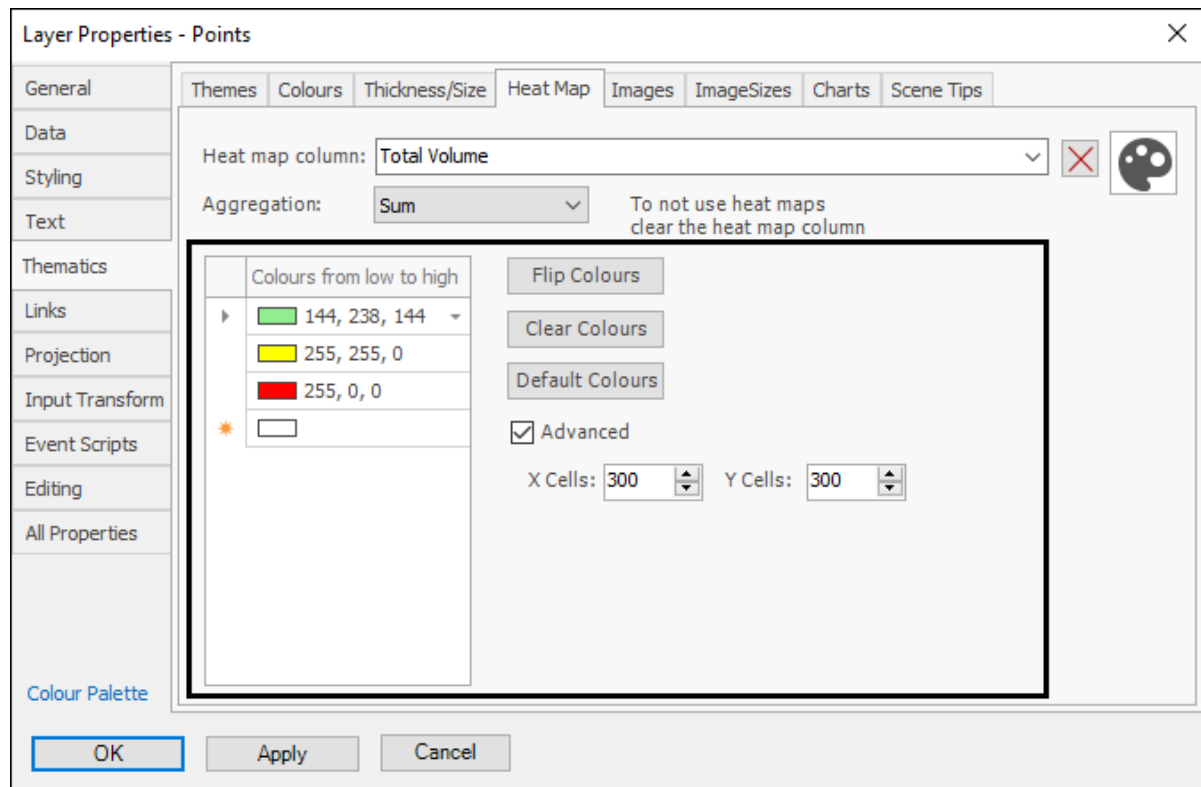 Layer Properties - Points
General
Data
Styling
Text
Thematics
Links
Projection
Input Transform
Event Scripts
Editing
All Properties
Colour Palette
Themes Colours Thickness/Size Heat Map Images ImageSizes Charts Scene Tips
Heat map column: Total Volume
Aggregation: Sum
To not use heat maps
clear the heat map column
Colours from low to high
144, 238, 144
255, 255, 0
255, 0, 0
Flip Colours
Clear Colours
Default Colours
Advanced
X Cells: 300 Y Cells: 300
OK Apply Cancel